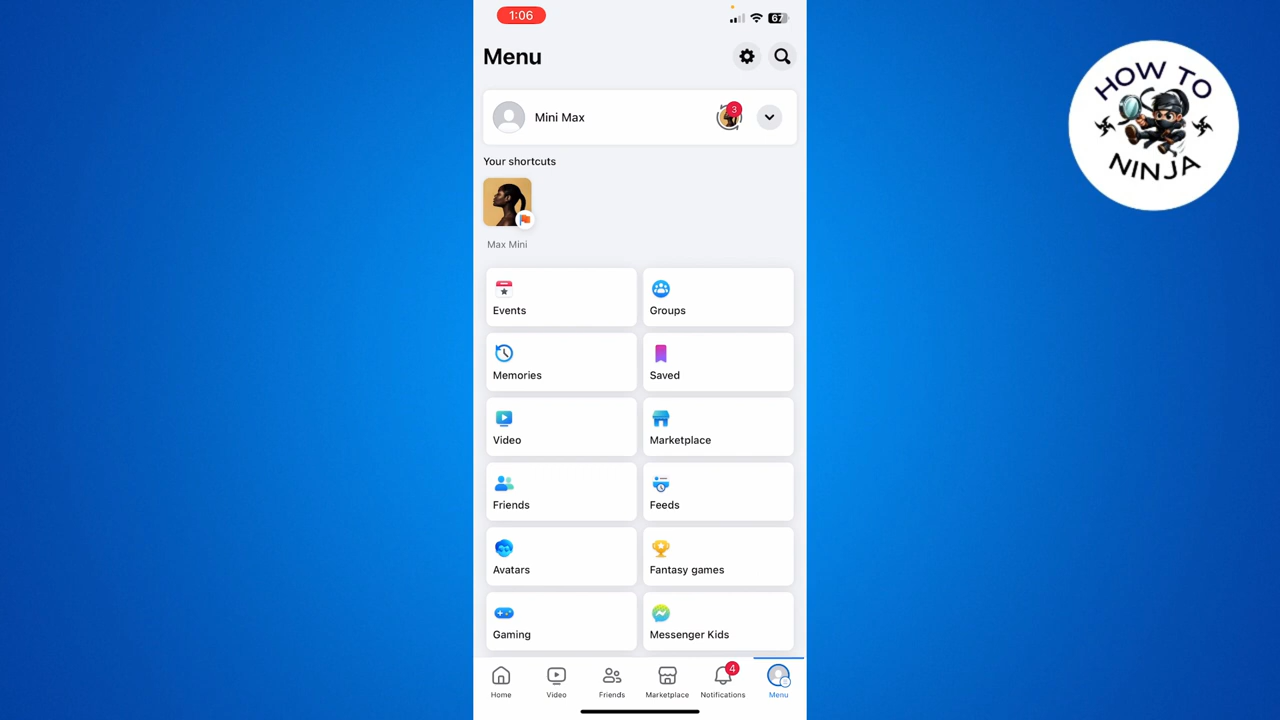 1:06
67
Menu
HOW TO
NINJA
Mini Max
3
Your shortcuts
Max Mini
Events
Groups
Memories
Saved
Video
Marketplace
Friends
Feeds
Avatars
Fantasy games
Gaming
Messenger Kids
4
Home
Video
Friends
Marketplace
Notifications
Menu